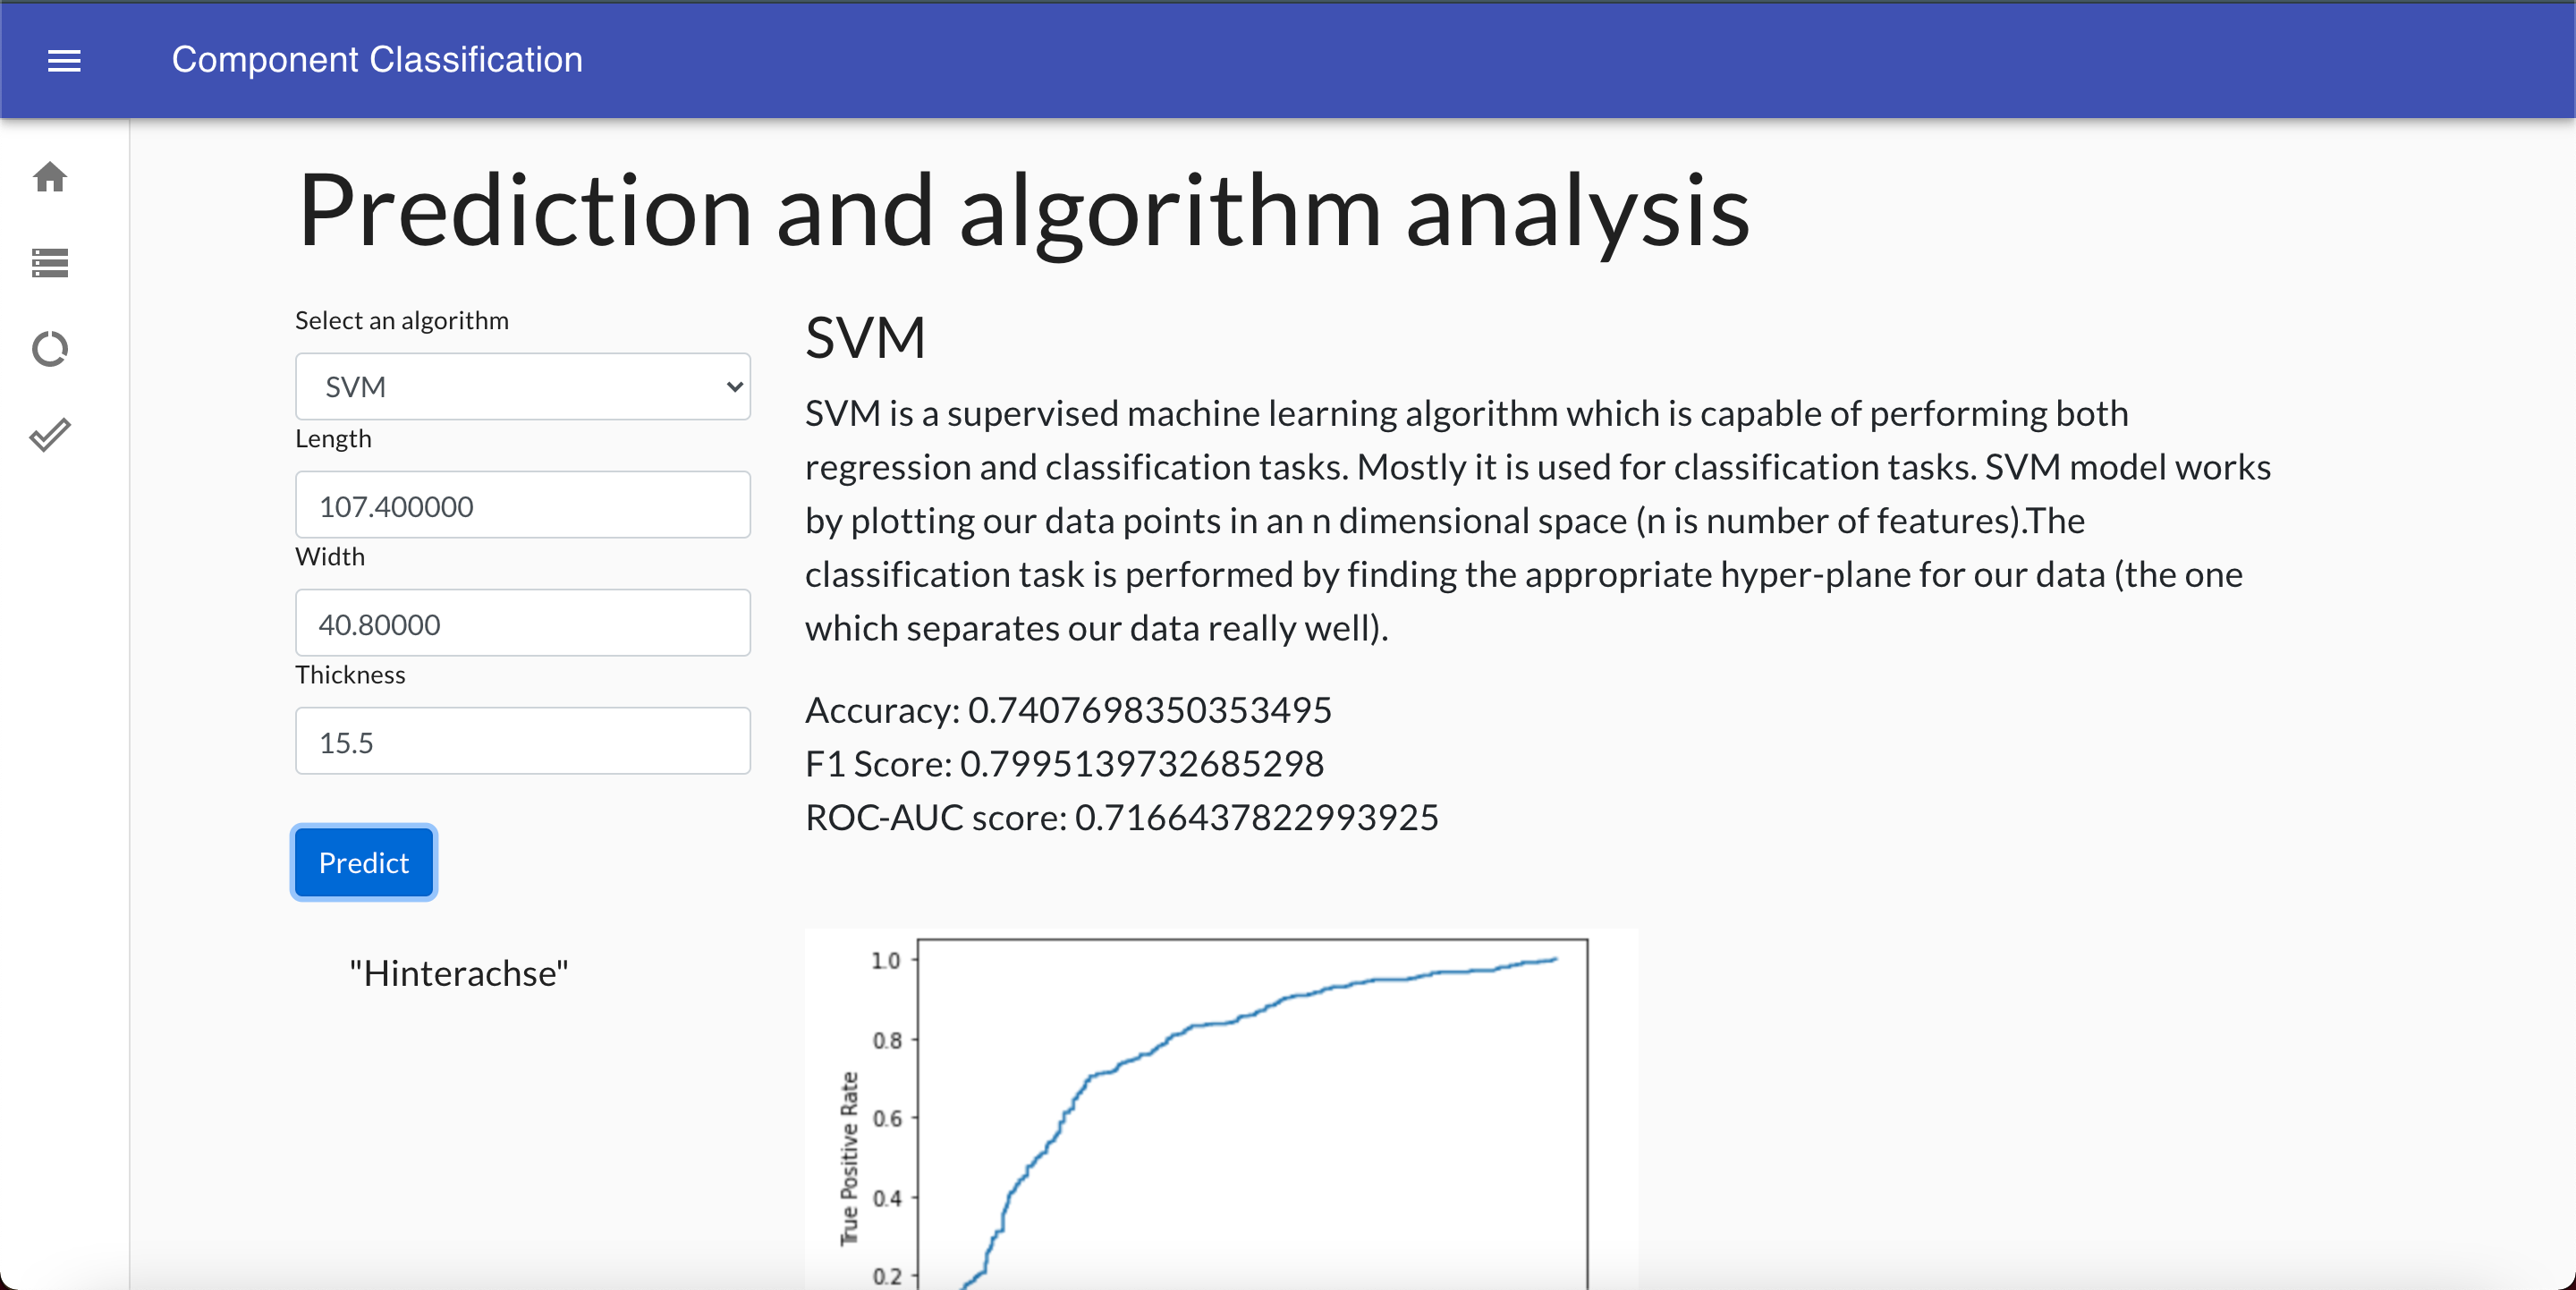 Component Classification
Prediction and algorithm analysis
Select an algorithm
SVM
Length
107.400000
Width
40.80000
Thickness
15.5
Predict
"Hinterachse"
SVM
SVM is a supervised machine learning algorithm which is capable of performing both
regression and classification tasks. Mostly it is used for classification tasks. SVM model works
by plotting our data points in an n dimensional space (n is number of features).The
classification task is performed by finding the appropriate hyper-plane for our data (the one
which separates our data really well).
Accuracy: 0.7407698350353495
F1 Score: 0.7995139732685298
ROC-AUC score: 0.7166437822993925
True Positive Rate
1.0
0.8
0.6
0.4
0.2